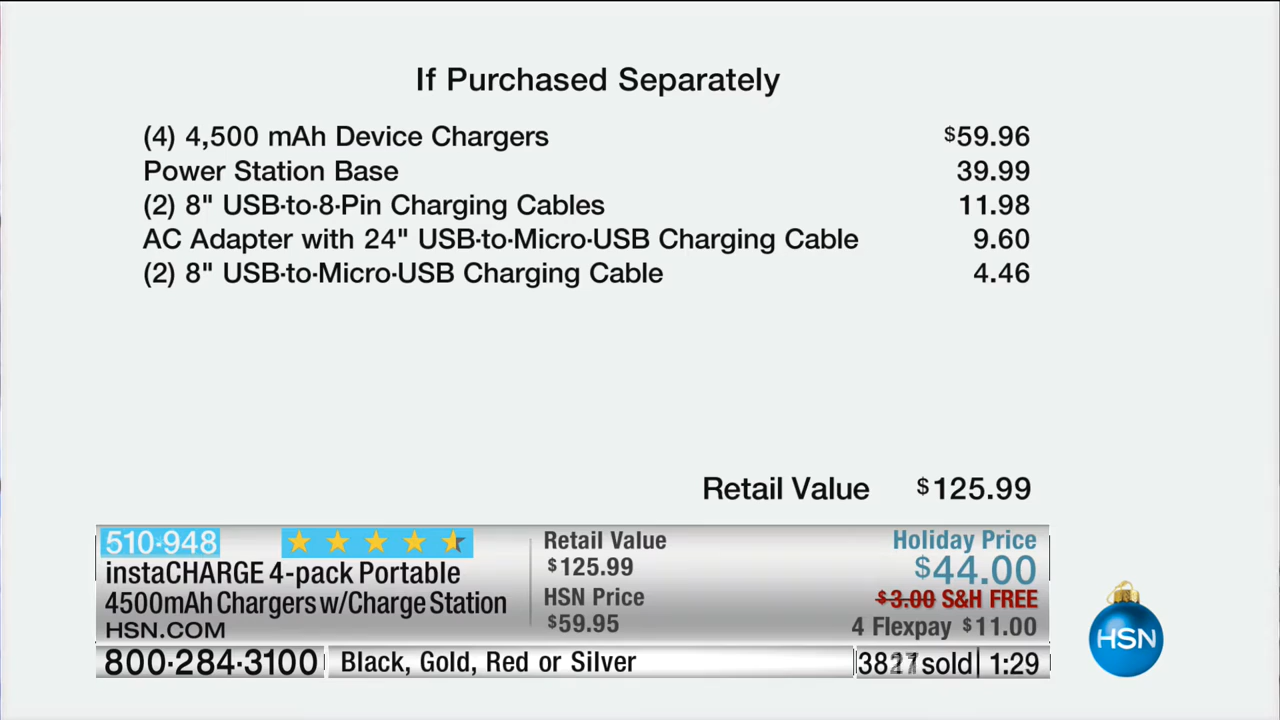 If Purchased Separately
(4) 4,500 mAh Device Chargers $59.96
Power Station Base 39.99
(2) 8" USB-to-8-Pin Charging Cables 11.98
AC Adapter with 24" USB-to-Micro-USB Charging Cable 9.60
(2) 8" USB-to-Micro-USB Charging Cable 4.46
Retail Value $125.99
510-948
instaCHARGE 4-pack Portable
4500mAh Chargers w/Charge Station
HSN.COM
Retail Value
$125.99
HSN Price
$59.95
Holiday Price
$44.00
$3.00 S&H FREE
4 Flexpay $11.00
HSN
800-284-3100
Black, Gold, Red or Silver
sold
1:29